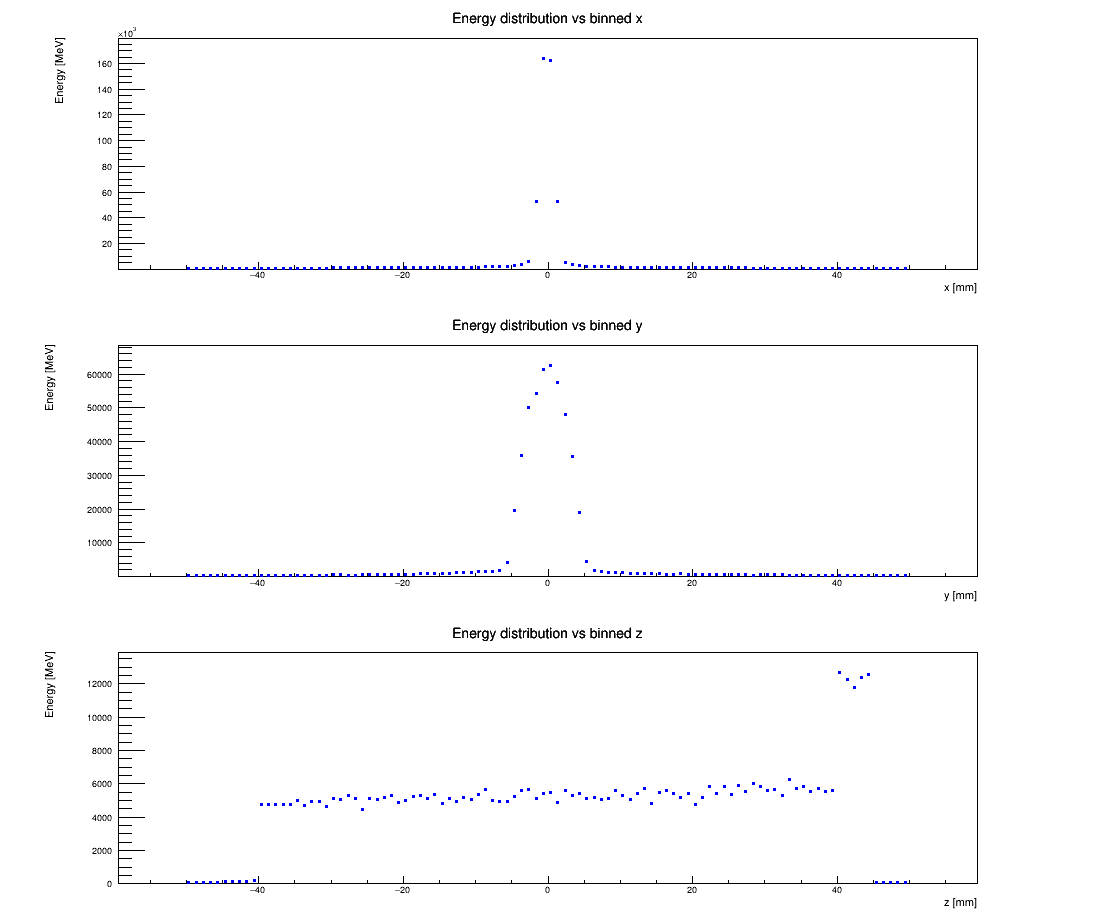 Energy distribution vs binned x
×10³
Energy [MeV]
160
140
120
100
80
60
40
20
−40 −20 0 20 40
x [mm]
Energy distribution vs binned y
Energy [MeV]
60000
50000
40000
30000
20000
10000
−40 −20 0 20 40
y [mm]
Energy distribution vs binned z
Energy [MeV]
12000
10000
8000
6000
4000
2000
0
−40 −20 0 20 40
z [mm]